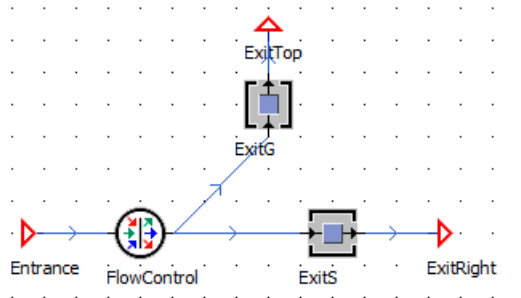 ExitTop
ExitG
Entrance
FlowControl
ExitS
ExitRight